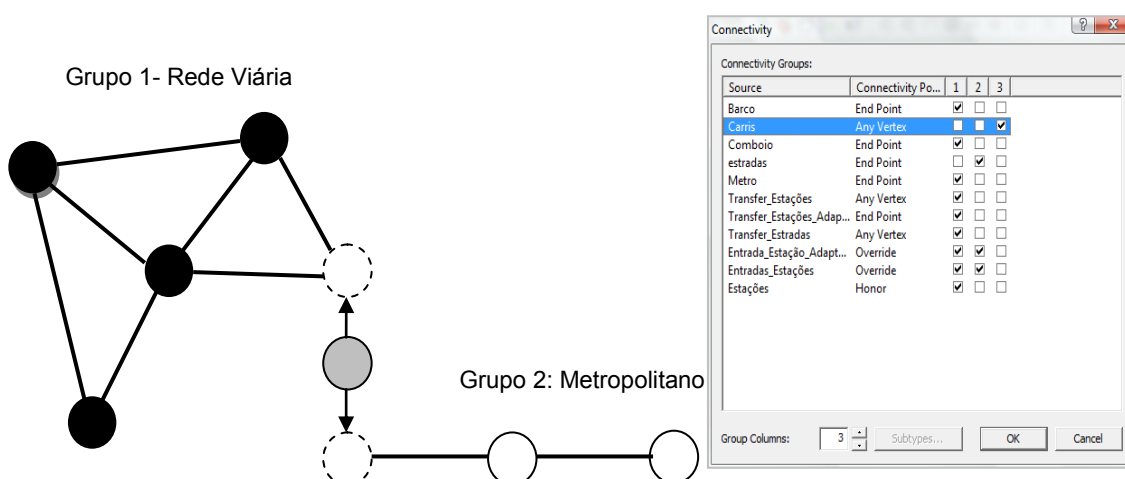 Grupo 1- Rede Viária
Grupo 2: Metropolitano
Connectivity
Connectivity Groups:
Source Connectivity Po... 1 2 3
Barco End Point
Carris Any Vertex
Comboio End Point
estradas End Point
Metro End Point
Transfer_Estações Any Vertex
Transfer_Estações_Adap... End Point
Transfer_Estradas Any Vertex
Entrada_Estação_Adapt... Override
Entradas_Estações Override
Estações Honor
Group Columns: 3 Subtypes... OK Cancel